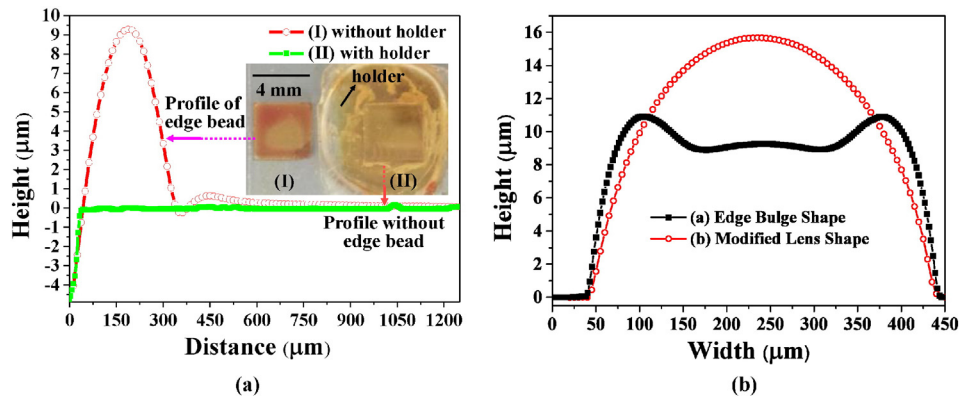 (a)
10
9
8
7
6
5
4
3
2
1
0
-1
-2
-3
-4
Height (μm)
(I) without holder
(II) with holder
4 mm
holder
Profile of
edge bead
(I)
(II)
Profile without
edge bead
0 150 300 450 600 750 900 1050 1200
Distance (μm)
(a)
16
14
12
10
8
6
4
2
0
Height (μm)
(a) Edge Bulge Shape
(b) Modified Lens Shape
0 50 100 150 200 250 300 350 400 450
Width (μm)
(b)